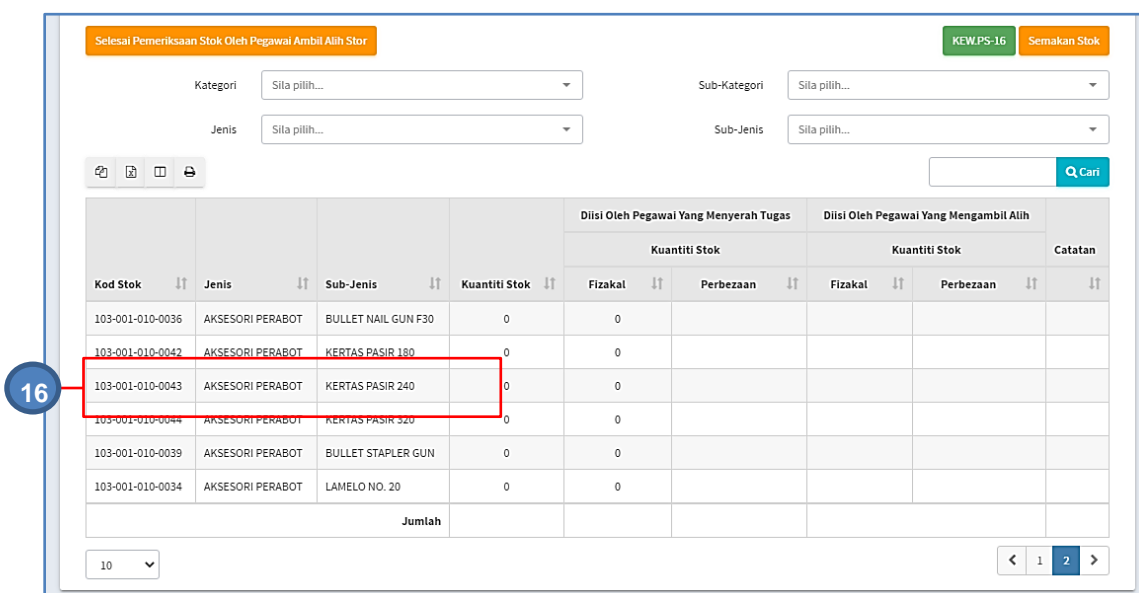 Selesai Pemeriksaan Stok Oleh Pegawai Ambil Alih Stor KEW.PS-16 Semakan Stok
Kategori Sila pilih... Sub-Kategori Sila pilih...
Jenis Sila pilih... Sub-Jenis Sila pilih...
Cari
Diisi Oleh Pegawai Yang Menyerah Tugas Diisi Oleh Pegawai Yang Mengambil Alih
Kuantiti Stok Kuantiti Stok Catatan
Kod Stok Jenis Sub-Jenis Kuantiti Stok Fizakal Perbezaan Fizakal Perbezaan
103-001-010-0036 AKSESORI PERABOT BULLET NAIL GUN F30 0 0
103-001-010-0042 AKSESORI PERABOT KERTAS PASIR 180 0 0
16 103-001-010-0043 AKSESORI PERABOT KERTAS PASIR 240 0 0
103-001-010-0044 AKSESORI PERABOT KERTAS PASIR 320 0 0
103-001-010-0039 AKSESORI PERABOT BULLET STAPLER GUN 0 0
103-001-010-0034 AKSESORI PERABOT LAMELO NO. 20 0 0
Jumlah
10 1 2